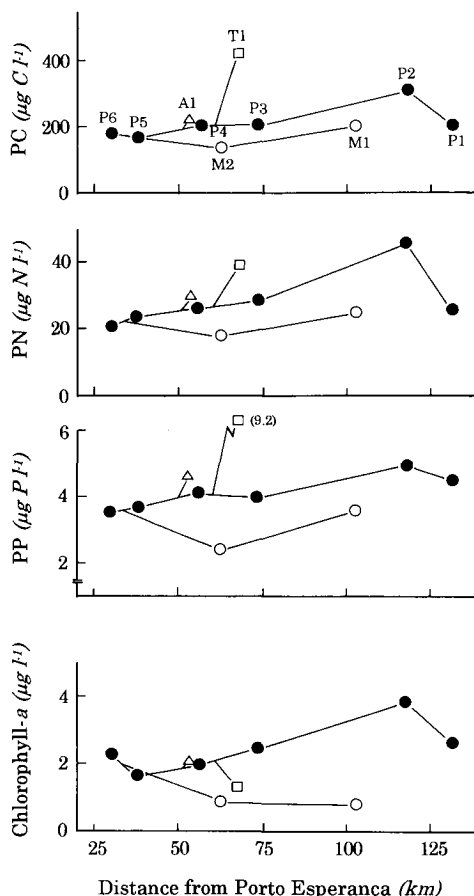 T1
400
PC (µg C l⁻¹)
P2
A1
P3
P6
P5
200
P4
M1
P1
M2
0
40
PN (µg N l⁻¹)
20
0
6
(9.2)
PP (µg P l⁻¹)
4
2
4
Chlorophyll-a (µg l⁻¹)
2
0
25
50
75
100
125
Distance from Porto Esperança (km)